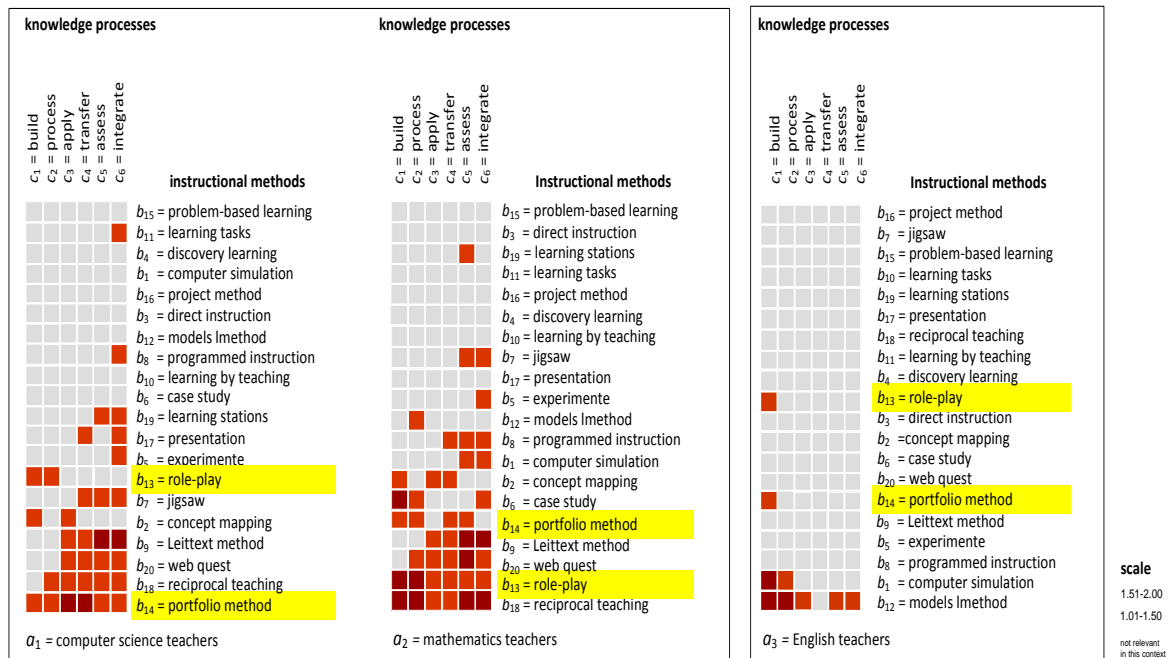 knowledge processes
c1 = build
c2 = process
c3 = apply
c4 = transfer
c5 = assess
c6 = integrate
instructional methods
b15 = problem-based learning
b11 = learning tasks
b4 = discovery learning
b1 = computer simulation
b16 = project method
b3 = direct instruction
b12 = models lmethod
b8 = programmed instruction
b10 = learning by teaching
b6 = case study
b19 = learning stations
b17 = presentation
b5 = experimente
b13 = role-play
b7 = jigsaw
b2 = concept mapping
b9 = Leittext method
b20 = web quest
b18 = reciprocal teaching
b14 = portfolio method
a1 = computer science teachers
knowledge processes
c1 = build
c2 = process
c3 = apply
c4 = transfer
c5 = assess
c6 = integrate
Instructional methods
b15 = problem-based learning
b3 = direct instruction
b19 = learning stations
b11 = learning tasks
b16 = project method
b4 = discovery learning
b10 = learning by teaching
b7 = jigsaw
b17 = presentation
b5 = experimente
b12 = models lmethod
b8 = programmed instruction
b1 = computer simulation
b2 = concept mapping
b6 = case study
b14 = portfolio method
b9 = Leittext method
b20 = web quest
b13 = role-play
b18 = reciprocal teaching
a2 = mathematics teachers
knowledge processes
c1 = build
c2 = process
c3 = apply
c4 = transfer
c5 = assess
c6 = integrate
Instructional methods
b16 = project method
b7 = jigsaw
b15 = problem-based learning
b10 = learning tasks
b19 = learning stations
b17 = presentation
b18 = reciprocal teaching
b11 = learning by teaching
b4 = discovery learning
b13 = role-play
b3 = direct instruction
b2 =concept mapping
b6 = case study
b20 = web quest
b14 = portfolio method
b9 = Leittext method
b5 = experimente
b8 = programmed instruction
b1 = computer simulation
b12 = models lmethod
a3 = English teachers
scale
1.51-2.00
1.01-1.50
not relevant
in this context